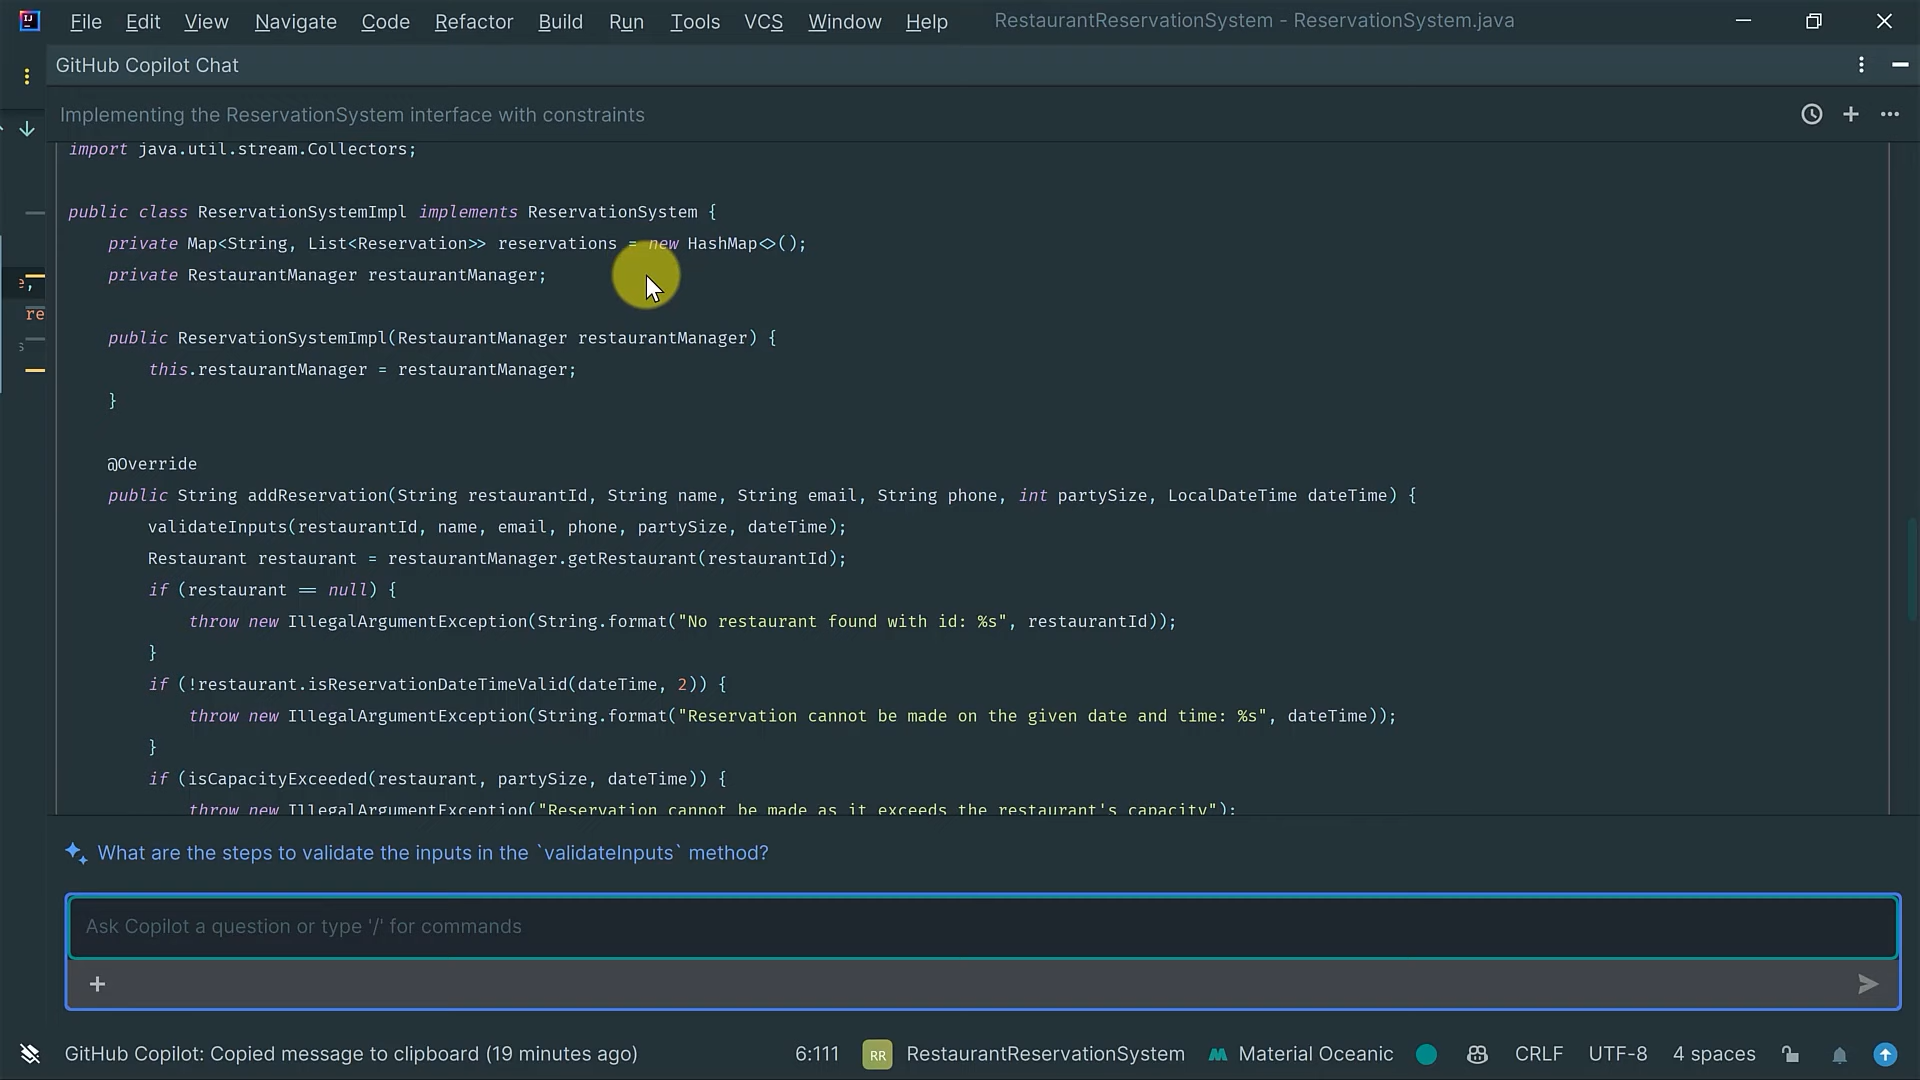 File Edit View Navigate Code Refactor Build Run Tools VCS Window Help RestaurantReservationSystem - ReservationSystem.java
GitHub Copilot Chat
Implementing the ReservationSystem interface with constraints
import java.util.stream.Collectors;
public class ReservationSystemImpl implements ReservationSystem {
private Map<String, List<Reservation>> reservations = new HashMap<>();
private RestaurantManager restaurantManager;
public ReservationSystemImpl(RestaurantManager restaurantManager) {
this.restaurantManager = restaurantManager;
}
@Override
public String addReservation(String restaurantId, String name, String email, String phone, int partySize, LocalDateTime dateTime) {
validateInputs(restaurantId, name, email, phone, partySize, dateTime);
Restaurant restaurant = restaurantManager.getRestaurant(restaurantId);
if (restaurant == null) {
throw new IllegalArgumentException(String.format("No restaurant found with id: %s", restaurantId));
}
if (!restaurant.isReservationDateTimeValid(dateTime, 2)) {
throw new IllegalArgumentException(String.format("Reservation cannot be made on the given date and time: %s", dateTime));
}
if (isCapacityExceeded(restaurant, partySize, dateTime)) {
throw new IllegalArgumentException("Reservation cannot be made as it exceeds the restaurant's capacity");
e,
re
s
What are the steps to validate the inputs in the `validateInputs` method?
Ask Copilot a question or type '/' for commands
GitHub Copilot: Copied message to clipboard (19 minutes ago) 6:111 RR RestaurantReservationSystem Material Oceanic CRLF UTF-8 4 spaces